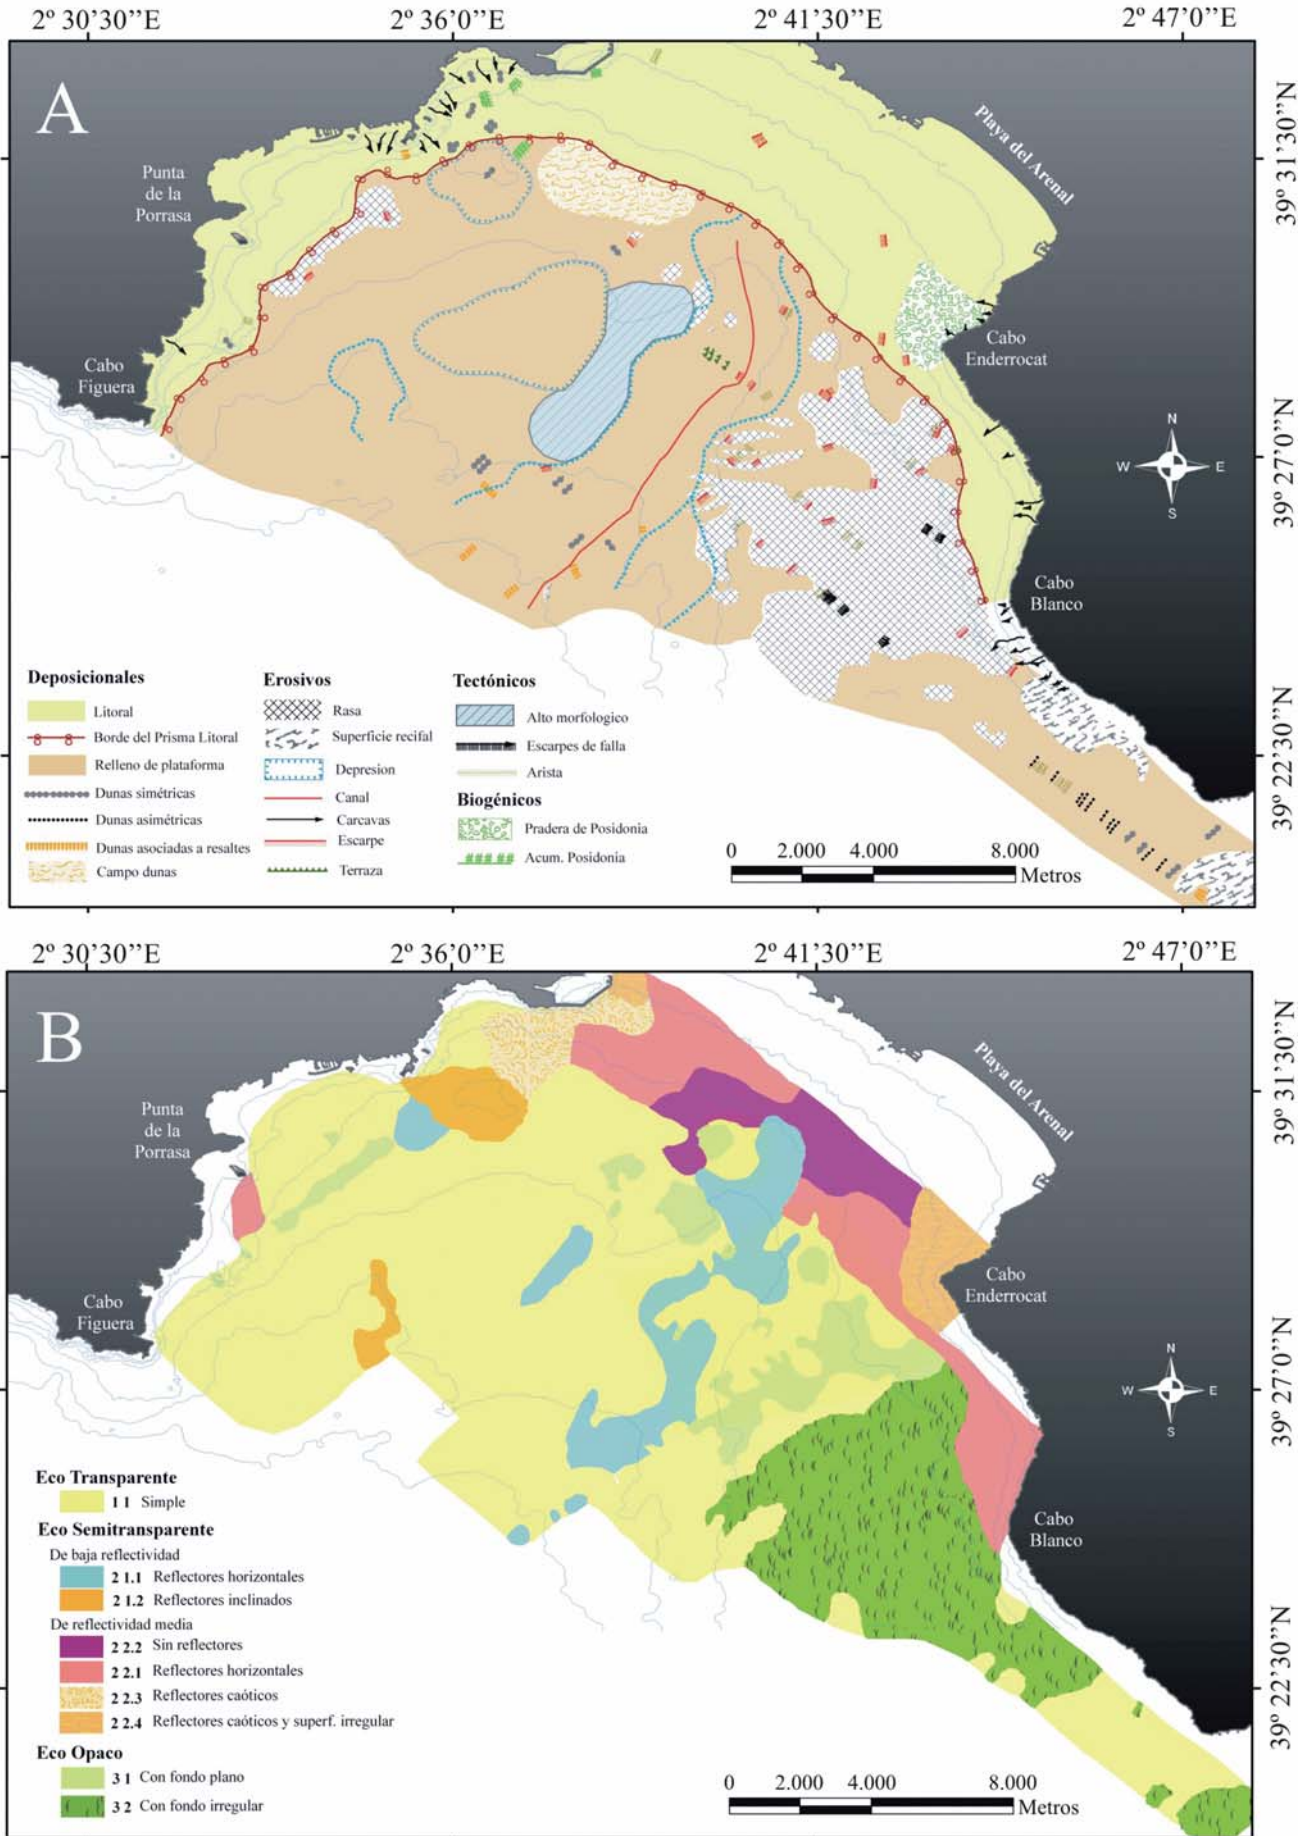 2º 30'30”E 2º 36'0”E 2º 41'30”E 2º 47'0”E
A
Playa del Arenal
39º 31'30”N
Punta
de la
Porrasa
Cabo
Enderrocat
Cabo
Figuera
N
W E
S
39º 27'0”N
Cabo
Blanco
Deposicionales
Litoral
Borde del Prisma Litoral
Relleno de plataforma
Dunas simétricas
Dunas asimétricas
Dunas asociadas a resaltes
Campo dunas
Erosivos
Rasa
Superficie recifal
Depresion
Canal
Carcavas
Escarpe
Terraza
Tectónicos
Alto morfologico
Escarpes de falla
Arista
Biogénicos
Pradera de Posidonia
Acum. Posidonia
39º 22'30”N
0 2.000 4.000 8.000
Metros
2º 30'30”E 2º 36'0”E 2º 41'30”E 2º 47'0”E
B
Playa del Arenal
39º 31'30”N
Punta
de la
Porrasa
Cabo
Enderrocat
Cabo
Figuera
N
W E
S
39º 27'0”N
Cabo
Blanco
Eco Transparente
1 1 Simple
Eco Semitransparente
De baja reflectividad
2 1.1 Reflectores horizontales
2 1.2 Reflectores inclinados
De reflectividad media
2 2.2 Sin reflectores
2 2.1 Reflectores horizontales
2 2.3 Reflectores caóticos
2 2.4 Reflectores caóticos y superf. irregular
Eco Opaco
3 1 Con fondo plano
3 2 Con fondo irregular
39º 22'30”N
0 2.000 4.000 8.000
Metros